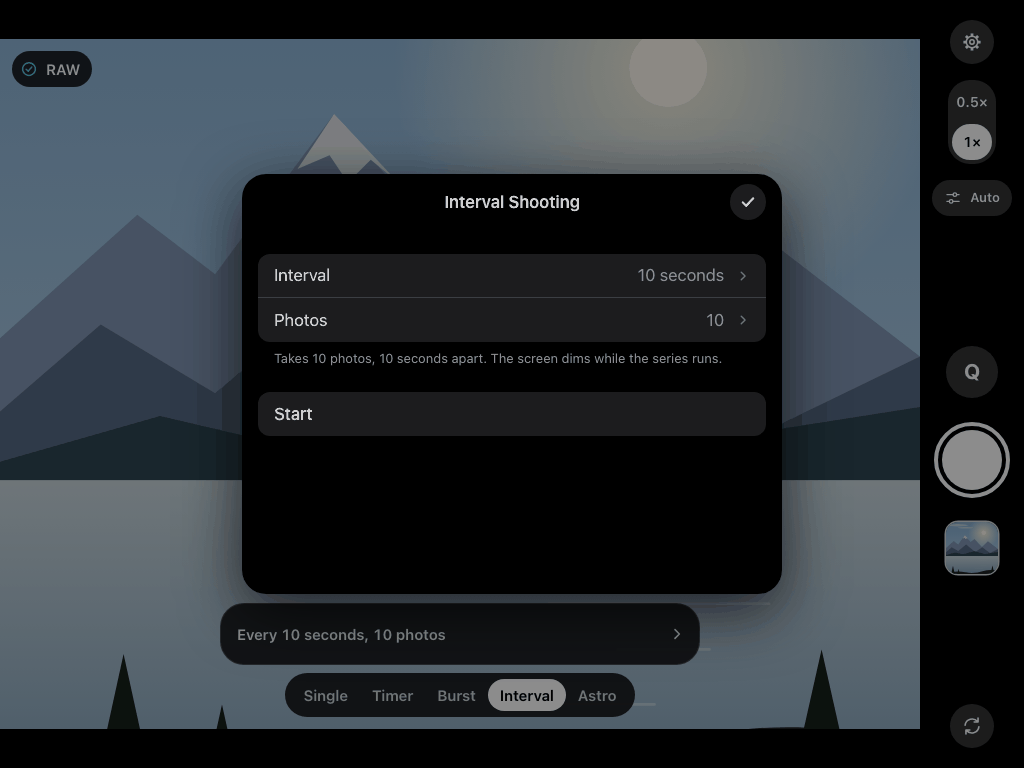 RAW
0.5×
1×
Auto
Interval Shooting
Interval 10 seconds
Photos 10
Takes 10 photos, 10 seconds apart. The screen dims while the series runs.
Start
Q
Every 10 seconds, 10 photos
Single Timer Burst Interval Astro